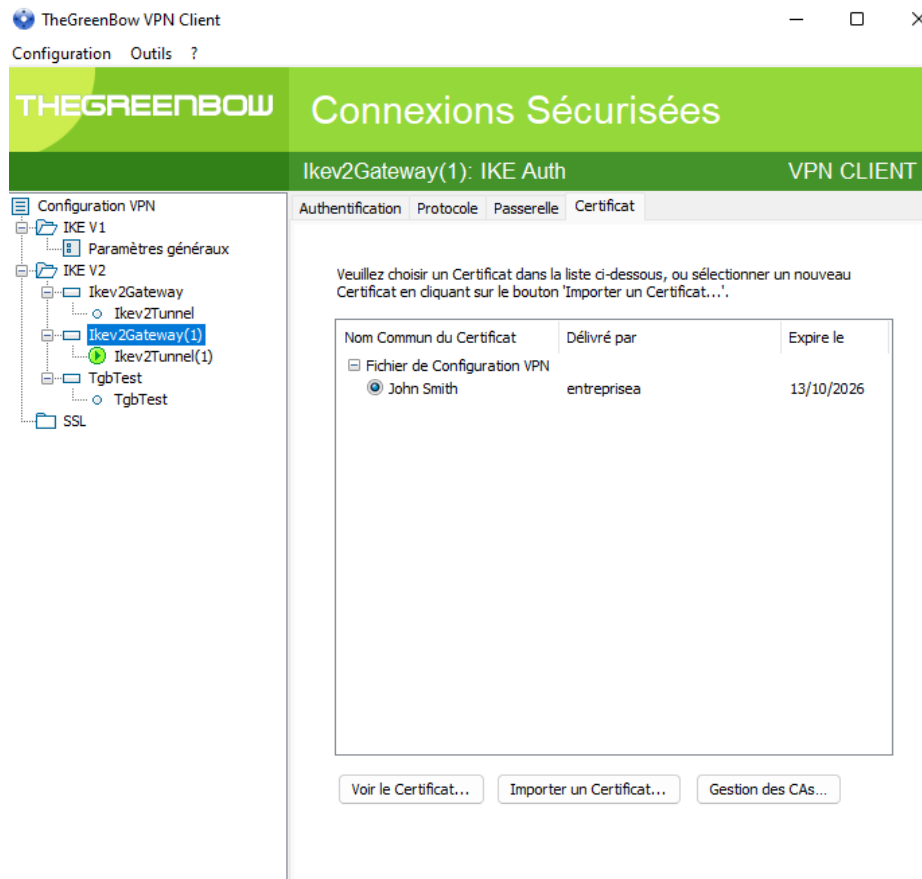 TheGreenBow VPN Client
Configuration Outils ?
THEGREENBOW
Connexions Sécurisées
Ikev2Gateway(1): IKE Auth VPN CLIENT
Configuration VPN
IKE V1
Paramètres généraux
IKE V2
Ikev2Gateway
Ikev2Tunnel
Ikev2Gateway(1)
Ikev2Tunnel(1)
TgbTest
TgbTest
SSL
Authentification Protocole Passerelle Certificat
Veuillez choisir un Certificat dans la liste ci-dessous, ou sélectionner un nouveau
Certificat en cliquant sur le bouton 'Importer un Certificat...'.
Nom Commun du Certificat Délivré par Expire le
Fichier de Configuration VPN
John Smith entreprisea 13/10/2026
Voir le Certificat... Importer un Certificat... Gestion des CAs...